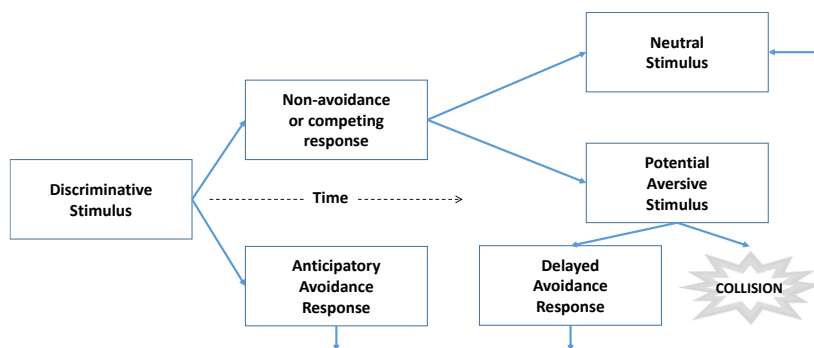 Neutral
Stimulus
Non-avoidance
or competing
response
Discriminative
Stimulus
Time
Potential
Aversive
Stimulus
Anticipatory
Avoidance
Response
Delayed
Avoidance
Response
COLLISION